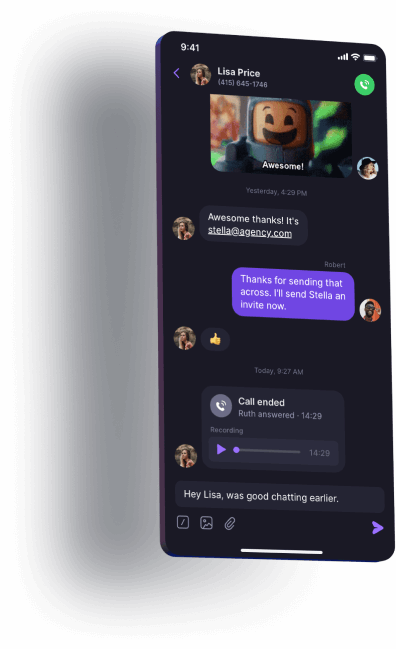 9:41
Lisa Price
(415) 645-1746
Awesome!
Yesterday, 4:29 PM
Awesome thanks! It's
stella@agency.com
Robert
Thanks for sending that
across. I'll send Stella an
invite now.
Today, 9:27 AM
Call ended
Ruth answered · 14:29
Recording
14:29
Hey Lisa, was good chatting earlier.